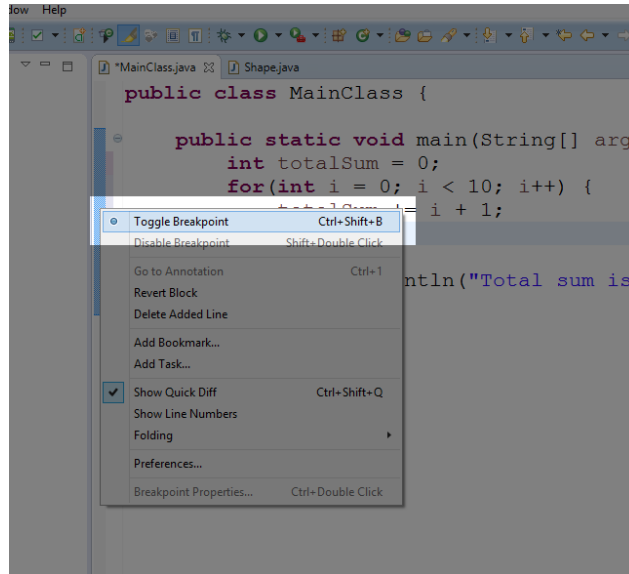 Help
*MainClass.java
Shape.java
public class MainClass {
public static void main(String[] arg
int totalSum = 0;
for(int i = 0; i < 10; i++) {
totalSum += i + 1;
Toggle Breakpoint Ctrl+Shift+B
Disable Breakpoint Shift+Double Click
Go to Annotation Ctrl+1
ntln("Total sum is
Revert Block
Delete Added Line
Add Bookmark...
Add Task...
Show Quick Diff Ctrl+Shift+Q
Show Line Numbers
Folding
Preferences...
Breakpoint Properties... Ctrl+Double Click